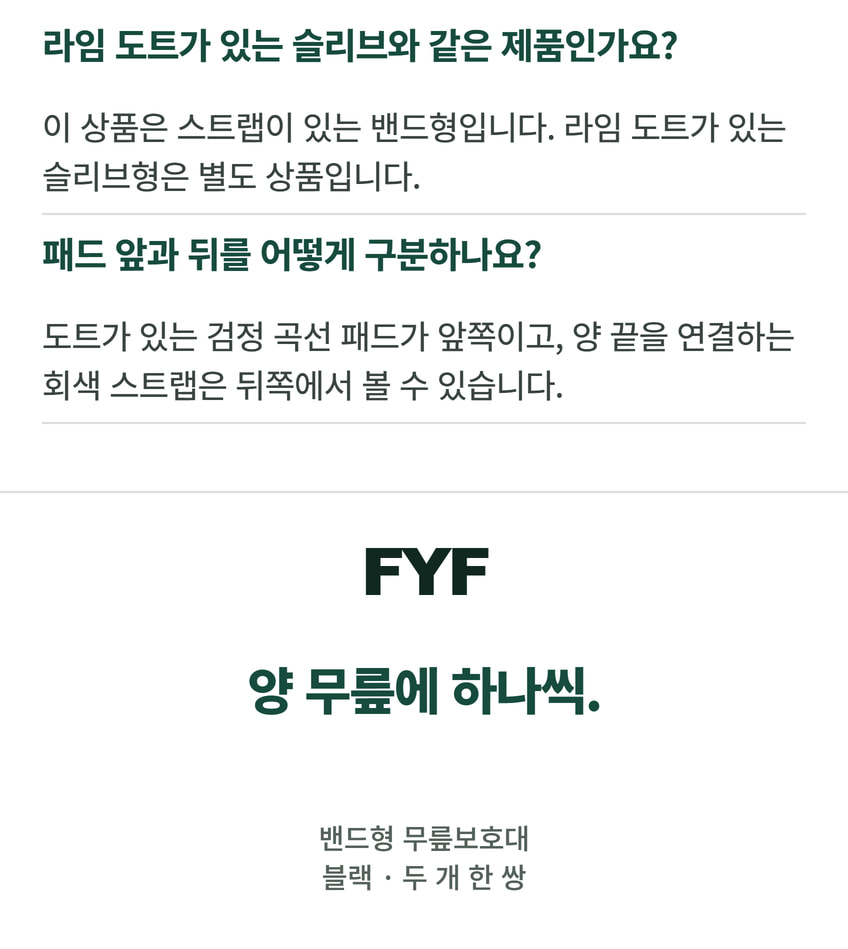 라임 도트가 있는 슬리브와 같은 제품인가요?
이 상품은 스트랩이 있는 밴드형입니다. 라임 도트가 있는
슬리브형은 별도 상품입니다.
패드 앞과 뒤를 어떻게 구분하나요?
도트가 있는 검정 곡선 패드가 앞쪽이고, 양 끝을 연결하는
회색 스트랩은 뒤쪽에서 볼 수 있습니다.
FYF
양 무릎에 하나씩.
밴드형 무릎보호대
블랙 · 두 개 한 쌍